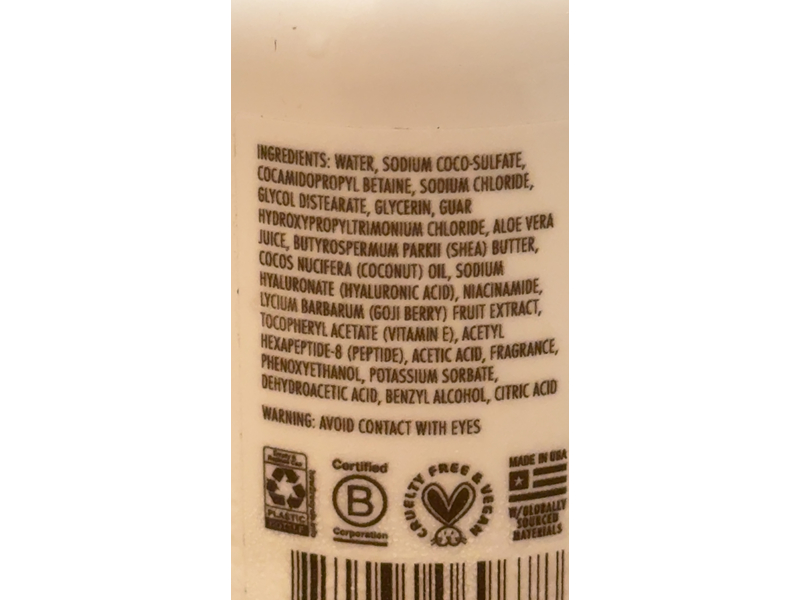 INGREDIENTS: WATER, SODIUM COCO-SULFATE,
COCAMIDOPROPYL BETAINE, SODIUM CHLORIDE,
GLYCOL DISTEARATE, GLYCERIN, GUAR
HYDROXYPROPYLTRIMONIUM CHLORIDE, ALOE VERA
JUICE, BUTYROSPERMUM PARKII (SHEA) BUTTER,
COCOS NUCIFERA (COCONUT) OIL, SODIUM
HYALURONATE (HYALURONIC ACID), NIACINAMIDE,
LYCIUM BARBARUM (GOJI BERRY) FRUIT EXTRACT,
TOCOPHERYL ACETATE (VITAMIN E), ACETYL
HEXAPEPTIDE-8 (PEPTIDE), ACETIC ACID, FRAGRANCE,
PHENOXYETHANOL, POTASSIUM SORBATE,
DEHYDROACETIC ACID, BENZYL ALCOHOL, CITRIC ACID
WARNING: AVOID CONTACT WITH EYES
PLASTIC
Certified
B
Corporation
CRUELTY FREE & VEGAN
MADE IN USA
W/GLOBALLY
SOURCED
MATERIALS